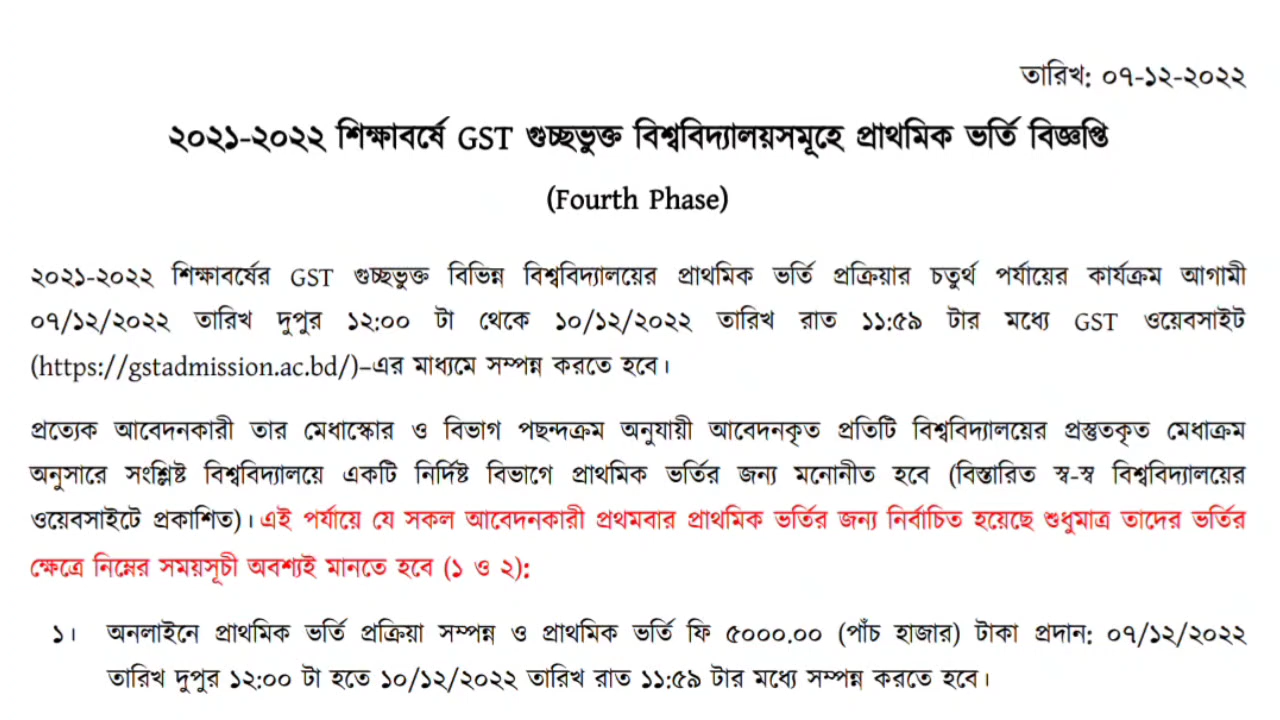 তারিখ: ০৭-১২-২০২২
২০২১-২০২২ শিক্ষাবর্ষে GST গুচ্ছভুক্ত বিশ্ববিদ্যালয়সমূহে প্রাথমিক ভর্তি বিজ্ঞপ্তি
(Fourth Phase)
২০২১-২০২২ শিক্ষাবর্ষের GST গুচ্ছভুক্ত বিভিন্ন বিশ্ববিদ্যালয়ের প্রাথমিক ভর্তি প্রক্রিয়ার চতুর্থ পর্যায়ের কার্যক্রম আগামী
০৭/১২/২০২২ তারিখ দুপুর ১২:০০ টা থেকে ১০/১২/২০২২ তারিখ রাত ১১:৫৯ টার মধ্যে GST ওয়েবসাইট
(https://gstadmission.ac.bd/)–এর মাধ্যমে সম্পন্ন করতে হবে।
প্রত্যেক আবেদনকারী তার মেধাস্কোর ও বিভাগ পছন্দক্রম অনুযায়ী আবেদনকৃত প্রতিটি বিশ্ববিদ্যালয়ের প্রস্তুতকৃত মেধাক্রম
অনুসারে সংশ্লিষ্ট বিশ্ববিদ্যালয়ে একটি নির্দিষ্ট বিভাগে প্রাথমিক ভর্তির জন্য মনোনীত হবে (বিস্তারিত স্ব-স্ব বিশ্ববিদ্যালয়ের
ওয়েবসাইটে প্রকাশিত)। এই পর্যায়ে যে সকল আবেদনকারী প্রথমবার প্রাথমিক ভর্তির জন্য নির্বাচিত হয়েছে শুধুমাত্র তাদের ভর্তির
ক্ষেত্রে নিম্নের সময়সূচী অবশ্যই মানতে হবে (১ ও ২):
১। অনলাইনে প্রাথমিক ভর্তি প্রক্রিয়া সম্পন্ন ও প্রাথমিক ভর্তি ফি ৫০০০.০০ (পাঁচ হাজার) টাকা প্রদান: ০৭/১২/২০২২
তারিখ দুপুর ১২:০০ টা হতে ১০/১২/২০২২ তারিখ রাত ১১:৫৯ টার মধ্যে সম্পন্ন করতে হবে।